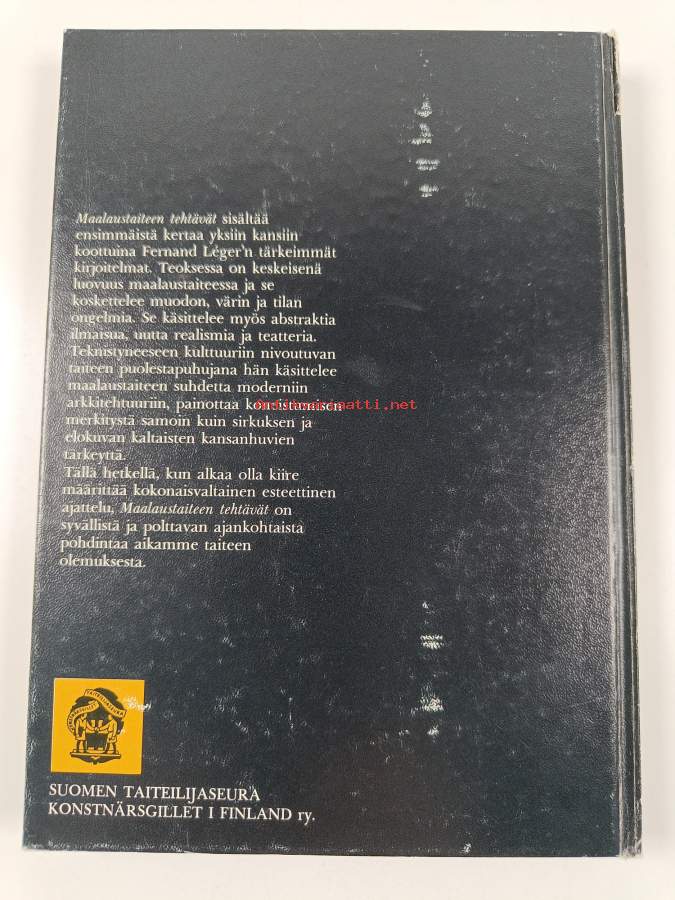 Maalaustaiteen tehtävät sisältää
ensimmäistä kertaa yksiin kansiin
koottuina Fernand Léger'n tärkeimmät
kirjoitelmat. Teoksessa on keskeisenä
luovuus maalaustaiteessa ja se
koskettelee muodon, värin ja tilan
ongelmia. Se käsittelee myös abstraktia
ilmaisua, uutta realismia ja teatteria.
Teknistyneeseen kulttuuriin nivoutuvan
taiteen puolestapuhujana hän käsittelee
maalaustaiteen suhdetta moderniin
arkkitehtuuriin, painottaa
Antikvariaatti.net
merkitystä samoin kuin sirkuksen ja
elokuvan kaltaisten kansanhuvien
tärkeyttä.
Tällä hetkellä, kun alkaa olla kiire
määrittää kokonaisvaltainen esteettinen
ajattelu, Maalaustaiteen tehtävät on
syvällistä ja polttavan ajankohtaista
pohdintaa aikamme taiteen
olemuksesta.
SUOMEN TAITEILIJASEURA
KONSTNÄRSGILLET I FINLAND ry.